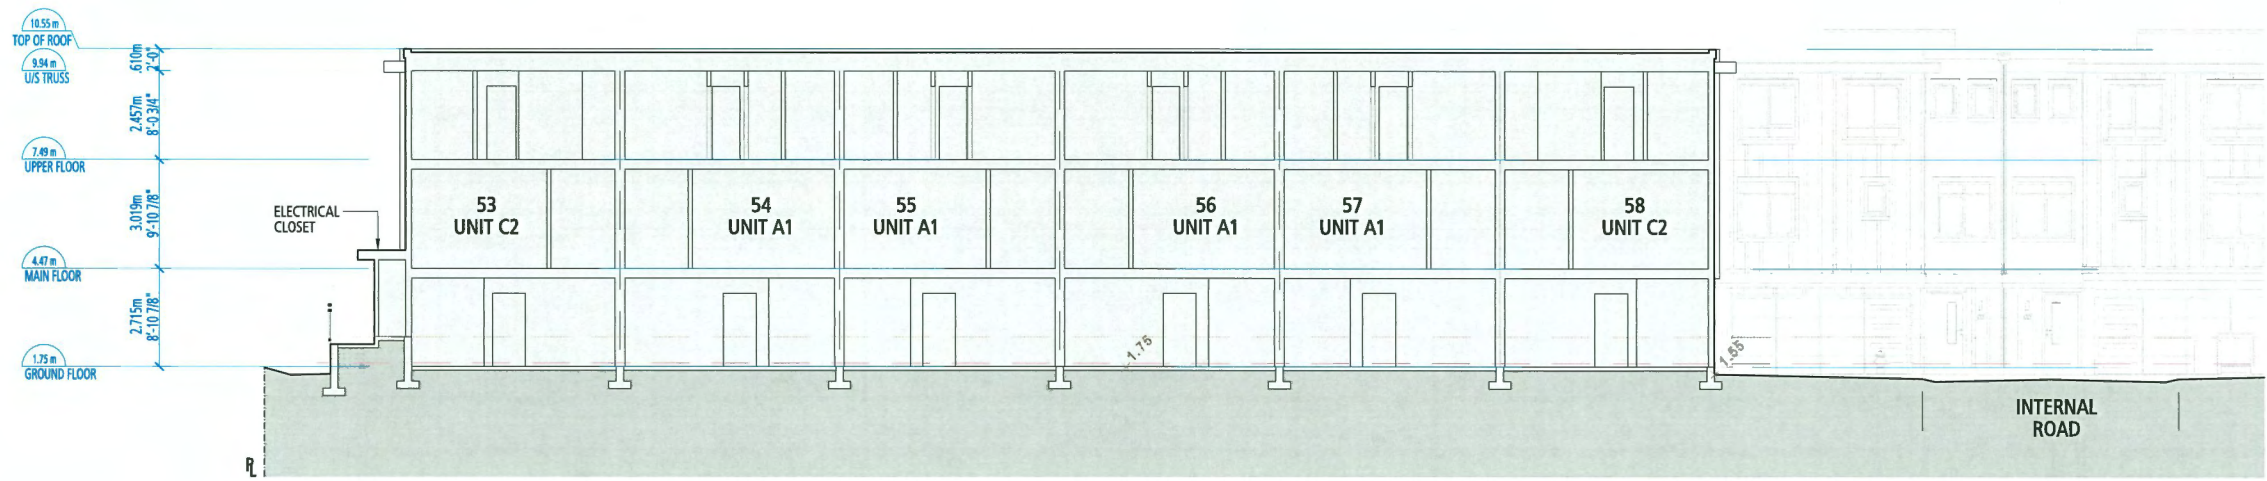 10.55 m
TOP OF ROOF
.610m
2'-0"
9.94 m
U/S TRUSS
2.457m
8'-0 3/4"
7.49 m
UPPER FLOOR
3.019m
9'-10 7/8"
ELECTRICAL
CLOSET
4.47 m
MAIN FLOOR
2.715m
8'-10 7/8"
1.75 m
GROUND FLOOR
53
UNIT C2
54
UNIT A1
55
UNIT A1
56
UNIT A1
57
UNIT A1
58
UNIT C2
1.75
1.55
INTERNAL
ROAD
PL